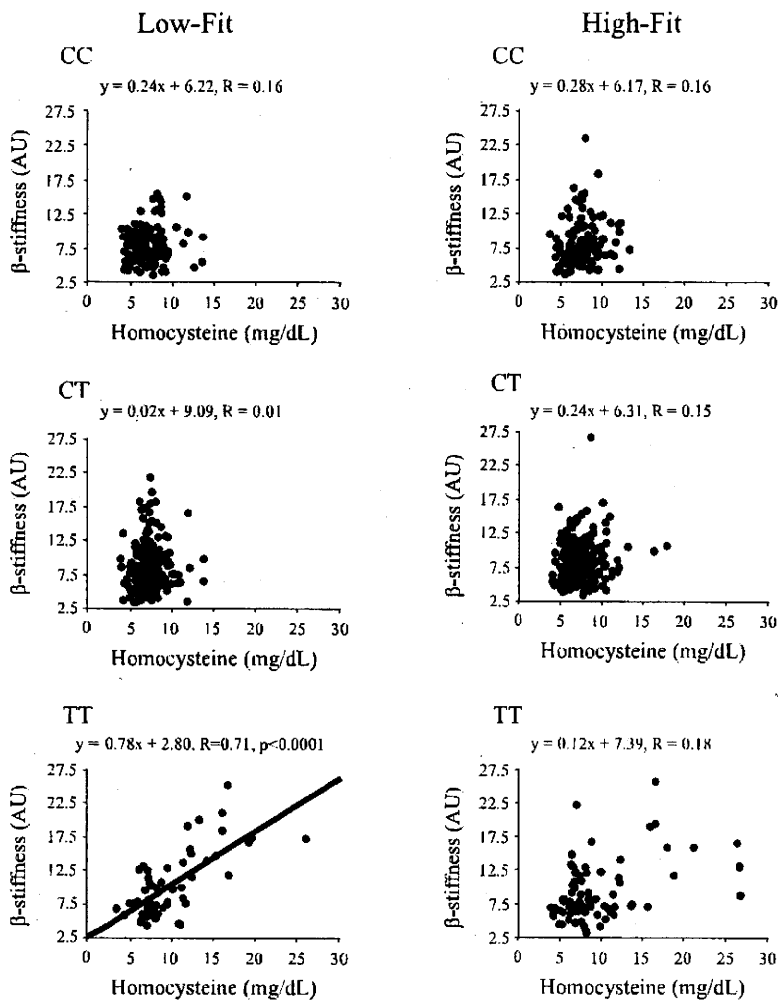 Low-Fit
High-Fit
CC
y = 0.24x + 6.22, R = 0.16
β-stiffness (AU)
27.5
22.5
17.5
12.5
7.5
2.5
0 5 10 15 20 25 30
Homocysteine (mg/dL)
CC
y = 0.28x + 6.17, R = 0.16
β-stiffness (AU)
27.5
22.5
17.5
12.5
7.5
2.5
0 5 10 15 20 25 30
Homocysteine (mg/dL)
CT
y = 0.02x + 9.09, R = 0.01
β-stiffness (AU)
27.5
22.5
17.5
12.5
7.5
2.5
0 5 10 15 20 25 30
Homocysteine (mg/dL)
CT
y = 0.24x + 6.31, R = 0.15
β-stiffness (AU)
27.5
22.5
17.5
12.5
7.5
2.5
0 5 10 15 20 25 30
Homocysteine (mg/dL)
TT
y = 0.78x + 2.80, R=0.71, p<0.0001
β-stiffness (AU)
27.5
22.5
17.5
12.5
7.5
2.5
0 5 10 15 20 25 30
Homocysteine (mg/dL)
TT
y = 0.12x + 7.39, R = 0.18
β-stiffness (AU)
27.5
22.5
17.5
12.5
7.5
2.5
0 5 10 15 20 25 30
Homocysteine (mg/dL)